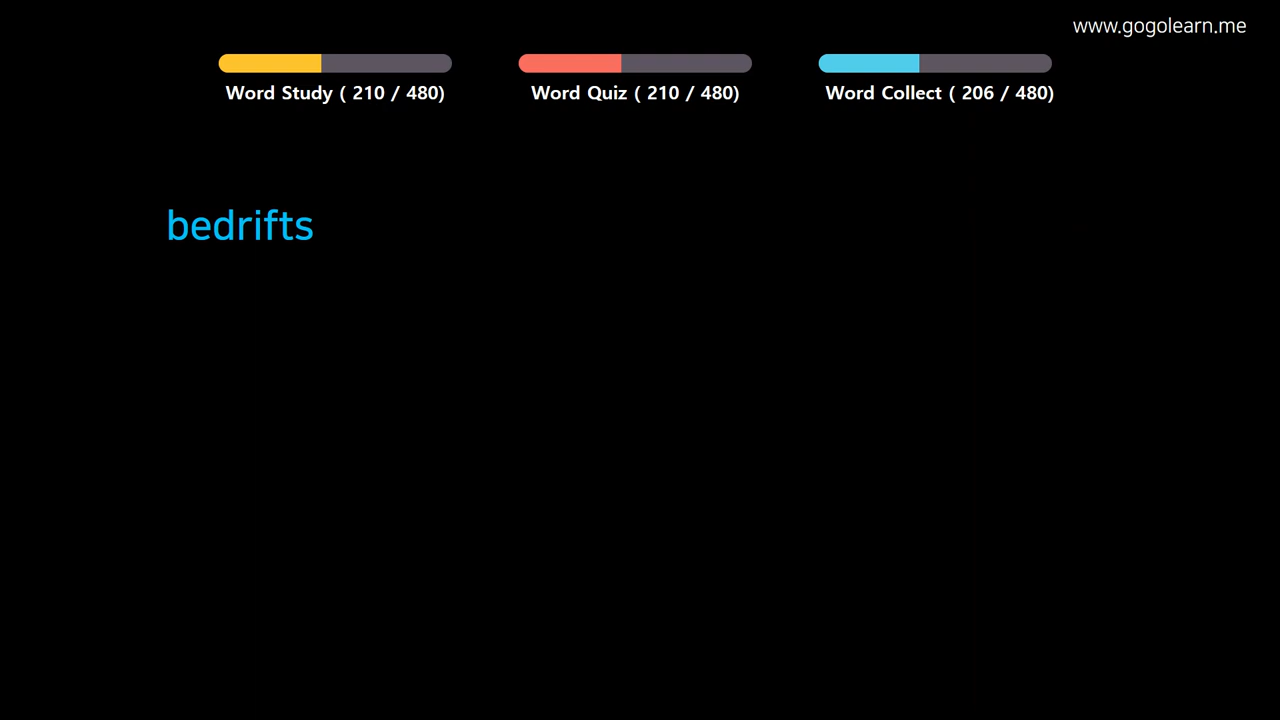 www.gogolearn.me
Word Study ( 210 / 480)
Word Quiz ( 210 / 480)
Word Collect ( 206 / 480)
bedrifts